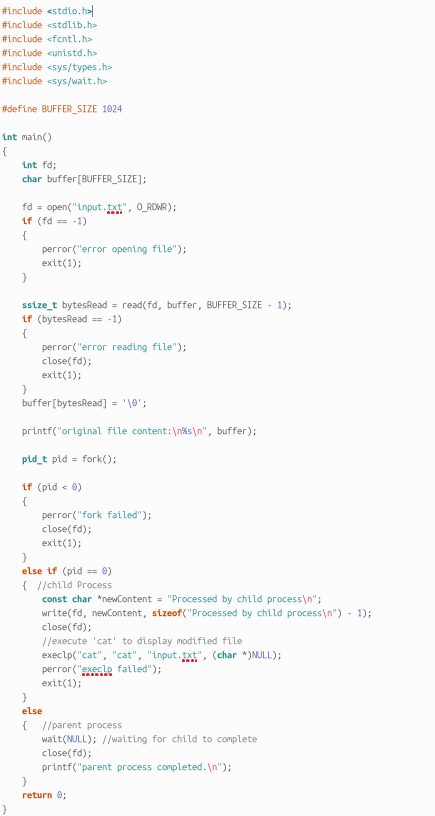 #include <stdio.h>
#include <stdlib.h>
#include <fcntl.h>
#include <unistd.h>
#include <sys/types.h>
#include <sys/wait.h>

#define BUFFER_SIZE 1024

int main()
{
    int fd;
    char buffer[BUFFER_SIZE];

    fd = open("input.txt", O_RDWR);
    if (fd == -1)
    {
        perror("error opening file");
        exit(1);
    }

    ssize_t bytesRead = read(fd, buffer, BUFFER_SIZE - 1);
    if (bytesRead == -1)
    {
        perror("error reading file");
        close(fd);
        exit(1);
    }
    buffer[bytesRead] = '\0';

    printf("original file content:\n%s\n", buffer);

    pid_t pid = fork();

    if (pid < 0)
    {
        perror("fork failed");
        close(fd);
        exit(1);
    }
    else if (pid == 0)
    {  //child Process
        const char *newContent = "Processed by child process\n";
        write(fd, newContent, sizeof("Processed by child process\n") - 1);
        close(fd);
        //execute 'cat' to display modified file
        execlp("cat", "cat", "input.txt", (char *)NULL);
        perror("execlp failed");
        exit(1);
    }
    else
    {   //parent process
        wait(NULL); //waiting for child to complete
        close(fd);
        printf("parent process completed.\n");
    }
    return 0;
}